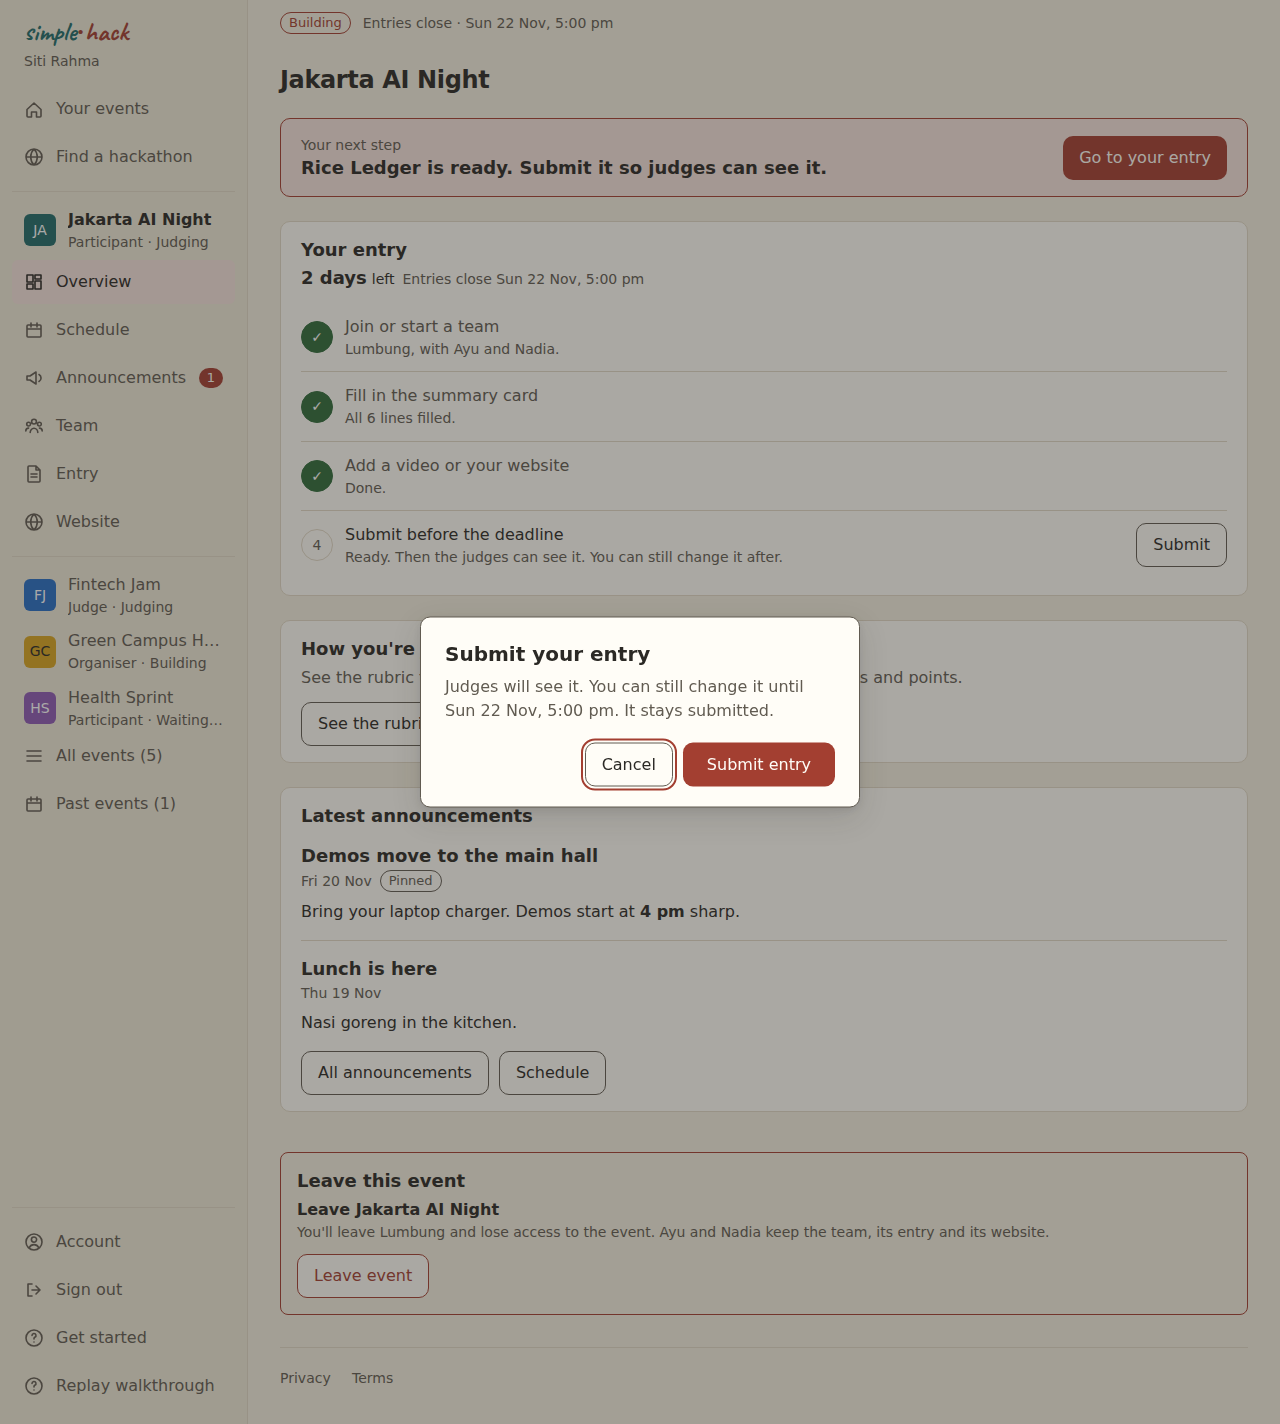 simple·hack
Siti Rahma
Your events
Find a hackathon
JA
Jakarta AI Night
Participant · Judging
Overview
Schedule
Announcements 1
Team
Entry
Website
FJ
Fintech Jam
Judge · Judging
GC
Green Campus H…
Organiser · Building
HS
Health Sprint
Participant · Waiting…
All events (5)
Past events (1)
Account
Sign out
Get started
Replay walkthrough
Building Entries close · Sun 22 Nov, 5:00 pm
Jakarta AI Night
Your next step
Rice Ledger is ready. Submit it so judges can see it.
Go to your entry
Your entry
2 days left Entries close Sun 22 Nov, 5:00 pm
✓ Join or start a team
Lumbung, with Ayu and Nadia.
✓ Fill in the summary card
All 6 lines filled.
✓ Add a video or your website
Done.
4 Submit before the deadline
Ready. Then the judges can see it. You can still change it after.
Submit
How you're
See the rubric
s and points.
See the rubri
Submit your entry
Judges will see it. You can still change it until
Sun 22 Nov, 5:00 pm. It stays submitted.
Cancel Submit entry
Latest announcements
Demos move to the main hall
Fri 20 Nov Pinned
Bring your laptop charger. Demos start at 4 pm sharp.
Lunch is here
Thu 19 Nov
Nasi goreng in the kitchen.
All announcements Schedule
Leave this event
Leave Jakarta AI Night
You'll leave Lumbung and lose access to the event. Ayu and Nadia keep the team, its entry and its website.
Leave event
Privacy Terms